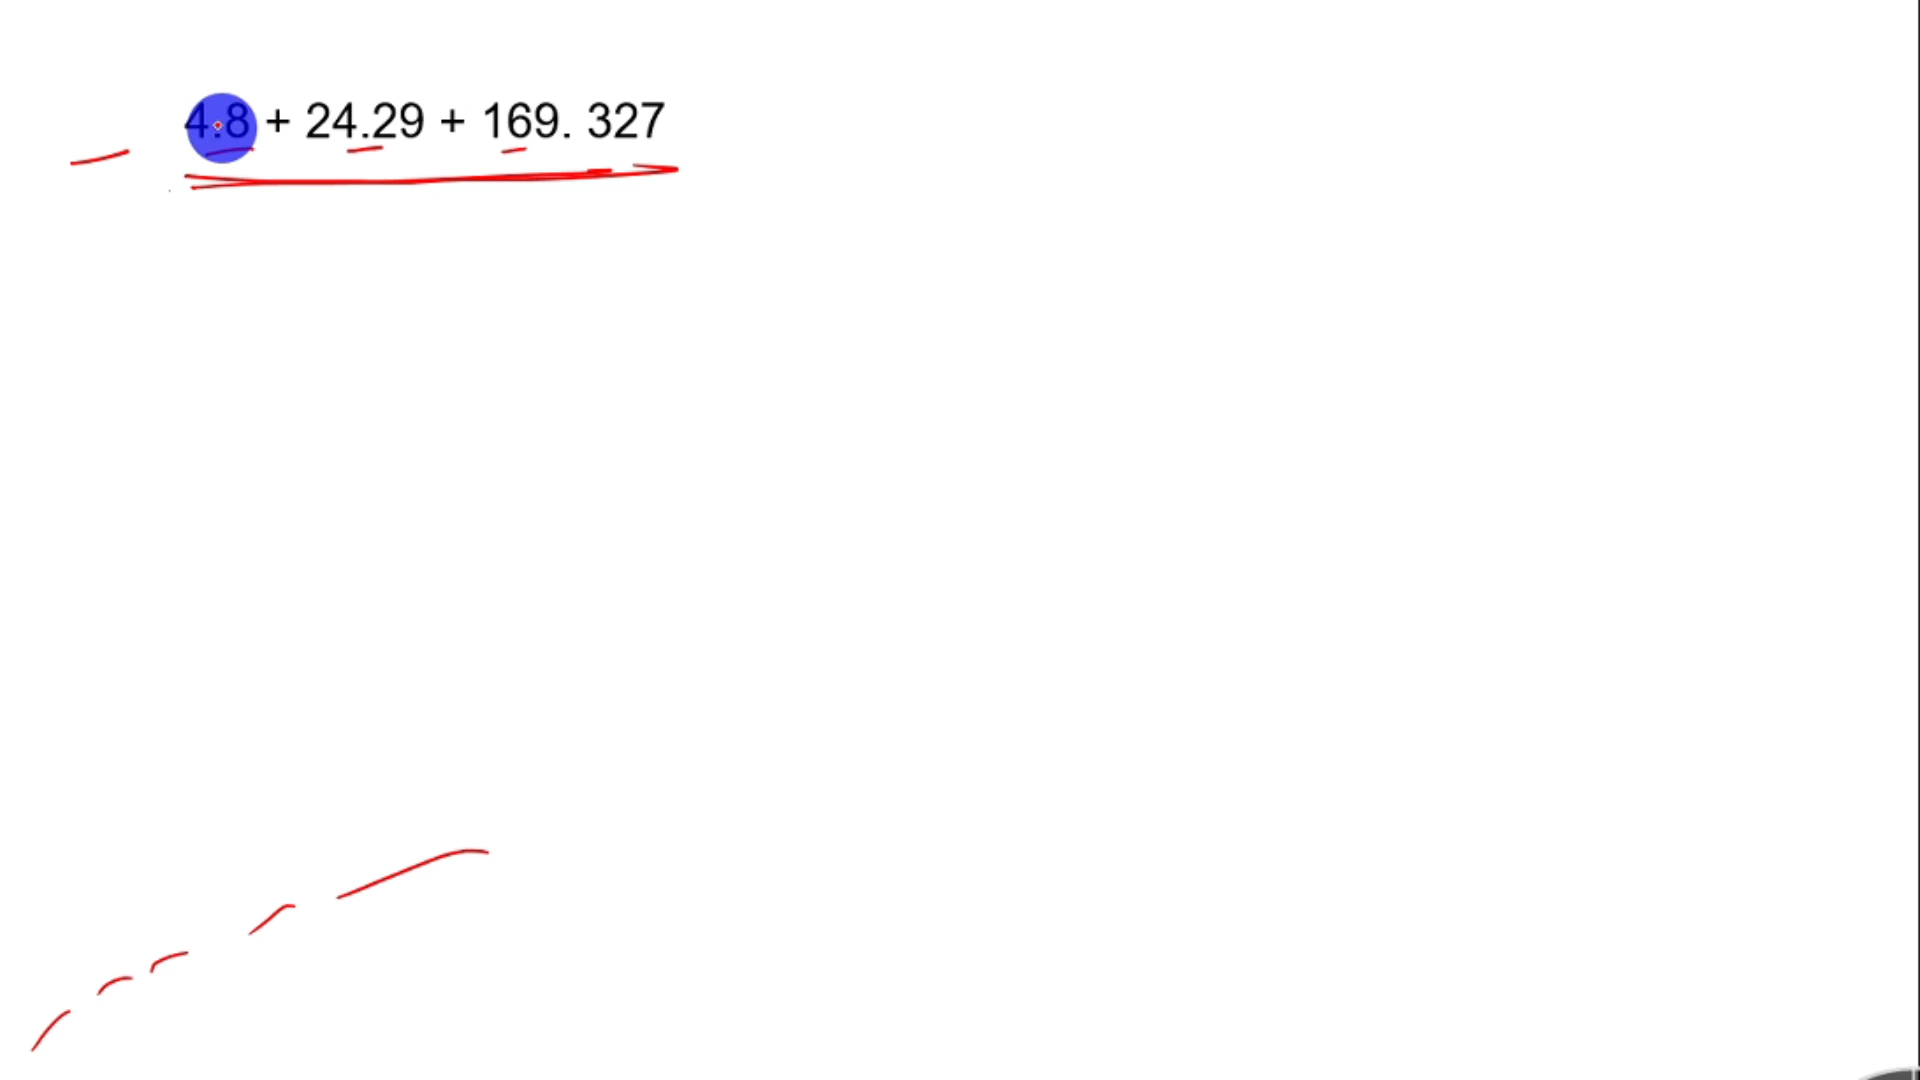 4.8 + 24.29 + 169. 327